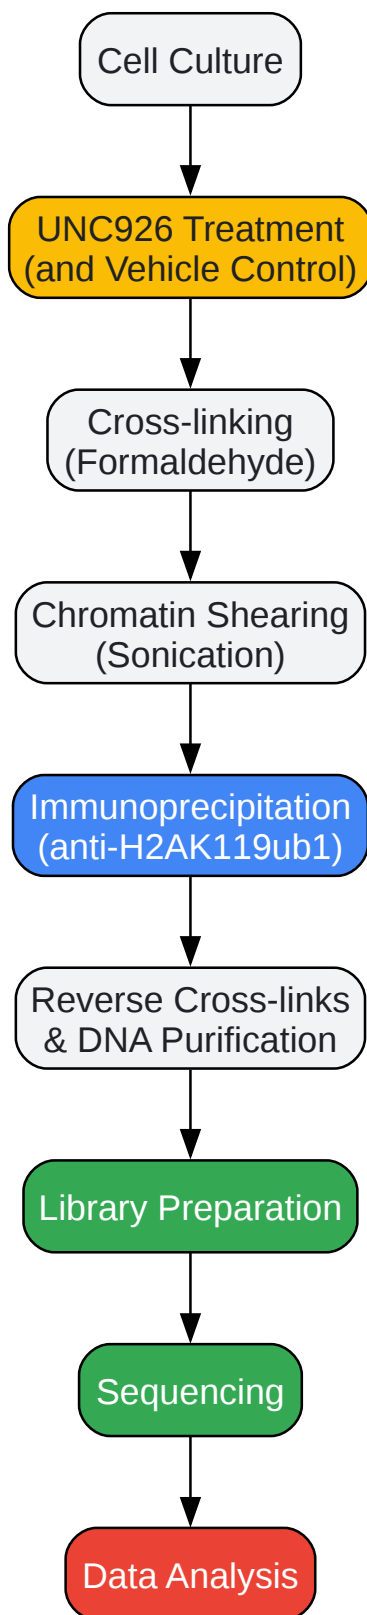 Cell Culture
UNC926 Treatment
(and Vehicle Control)
Cross-linking
(Formaldehyde)
Chromatin Shearing
(Sonication)
Immunoprecipitation
(anti-H2AK119ub1)
Reverse Cross-links
& DNA Purification
Library Preparation
Sequencing
Data Analysis